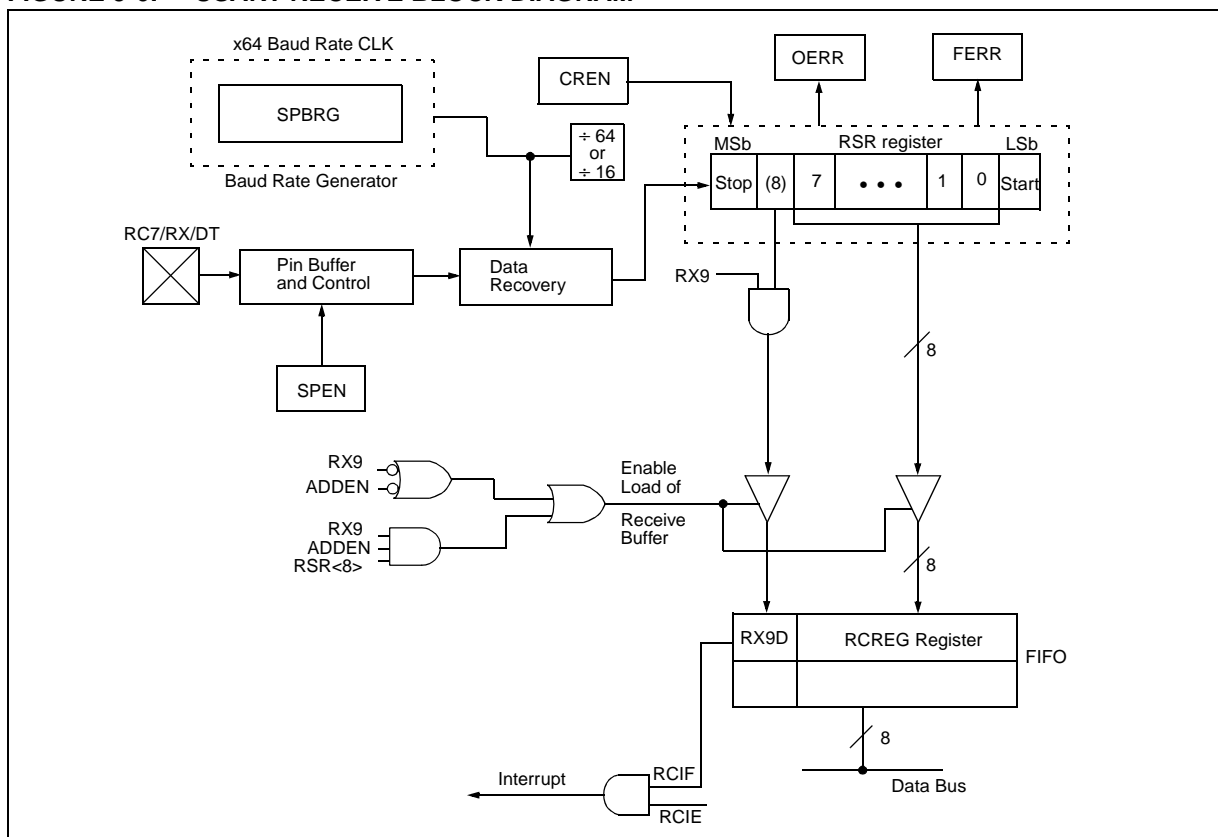 x64 Baud Rate CLK
SPBRG
Baud Rate Generator
CREN
OERR
FERR
÷ 64
or
÷ 16
MSb
RSR register
LSb
Stop
(8)
7
• • •
1
0
Start
RC7/RX/DT
Pin Buffer
and Control
Data
Recovery
SPEN
RX9
8
RX9
ADDEN
RX9
ADDEN
RSR<8>
Enable
Load of
Receive
Buffer
8
RX9D
RCREG Register
FIFO
8
Data Bus
Interrupt
RCIF
RCIE